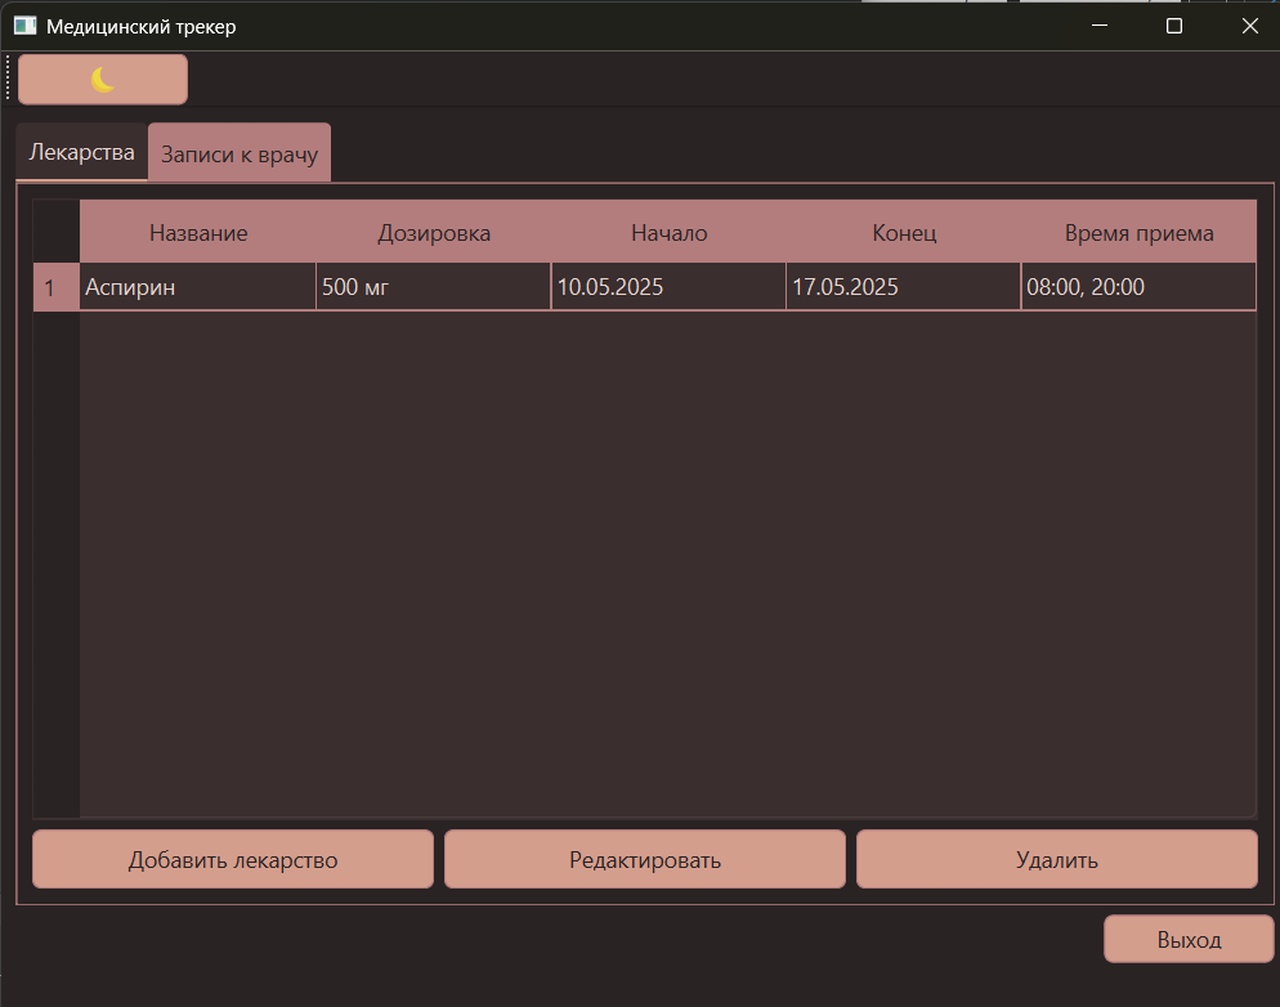 Медицинский трекер
Лекарства
Записи к врачу
Название Дозировка Начало Конец Время приема
1 Аспирин 500 мг 10.05.2025 17.05.2025 08:00, 20:00
Добавить лекарство Редактировать Удалить
Выход